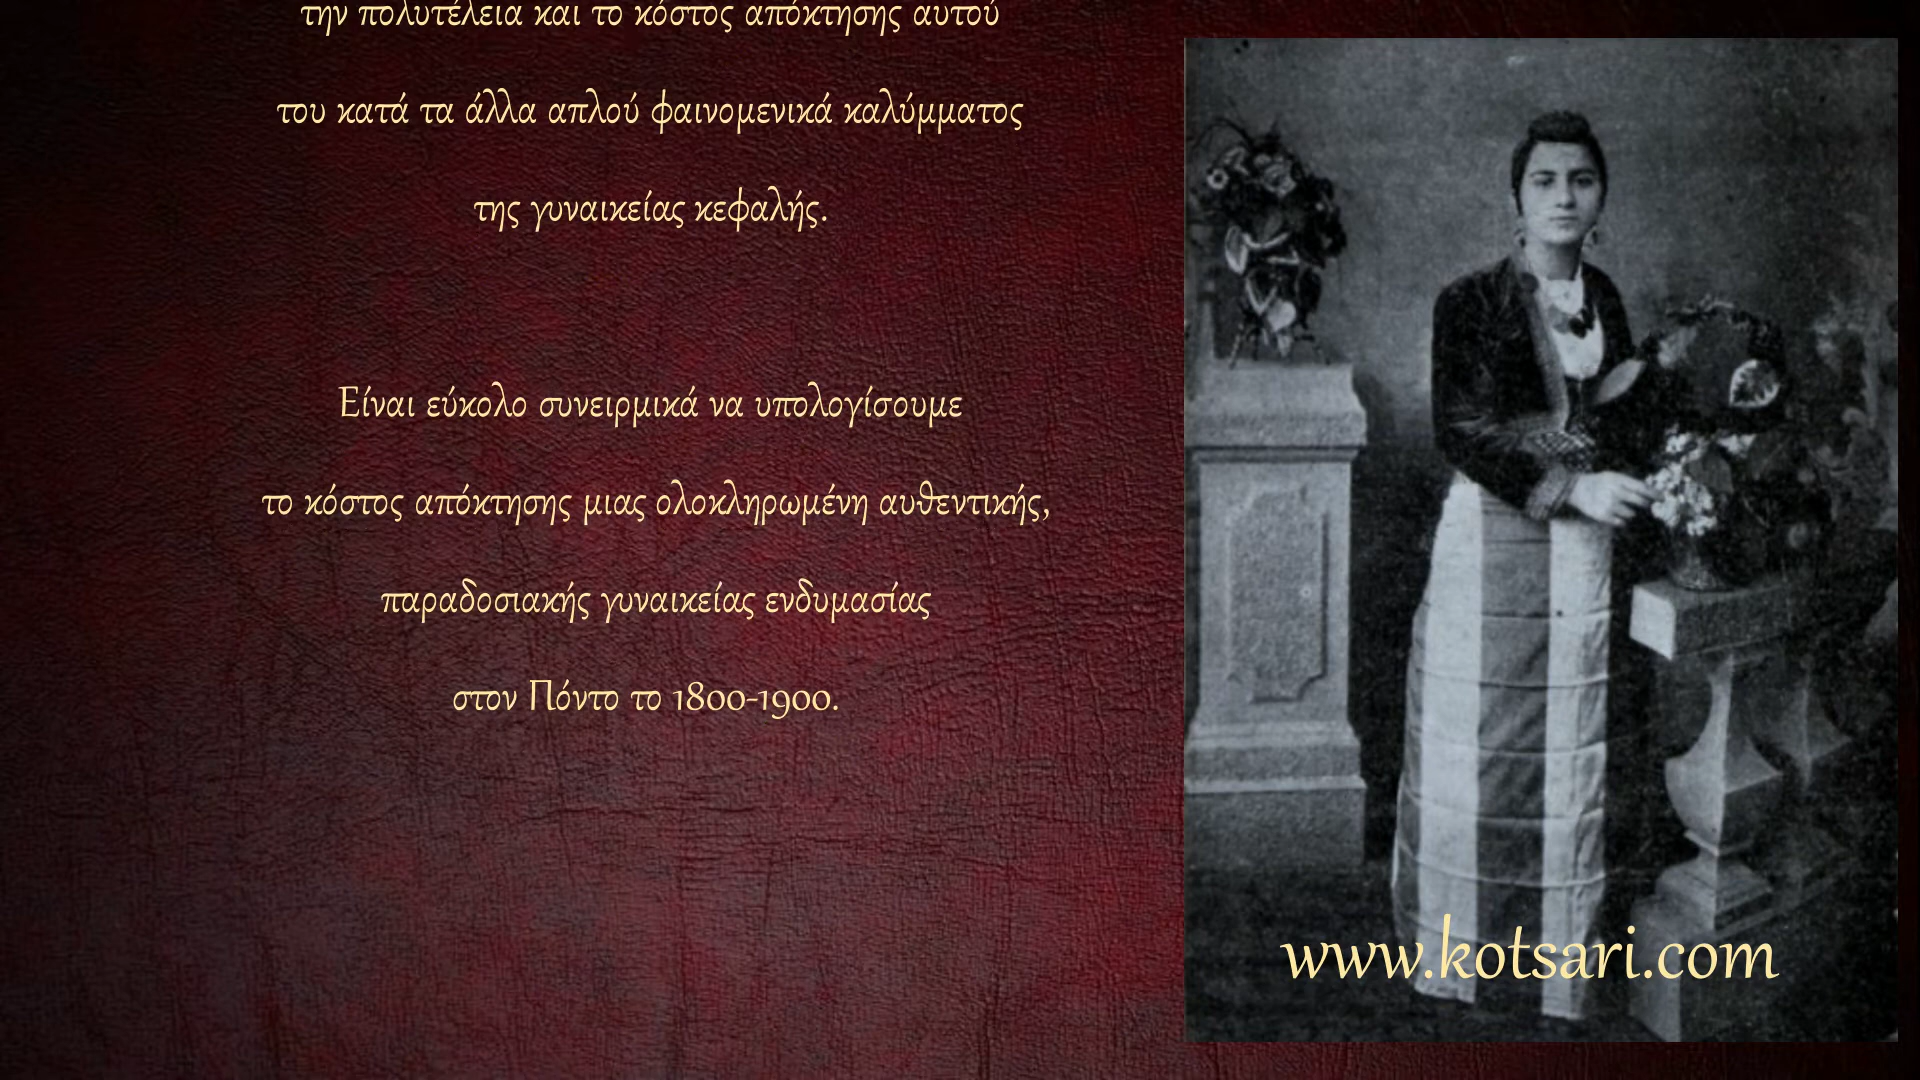 την πολυτέλεια και το κόστος απόκτησης αυτού
του κατά τα άλλα απλού φαινομενικά καλύμματος
της γυναικείας κεφαλής.
Είναι εύκολο συνειρμικά να υπολογίσουμε
το κόστος απόκτησης μιας ολοκληρωμένη αυθεντικής,
παραδοσιακής γυναικείας ενδυμασίας
στον Πόντο το 1800-1900.
www.kotsari.com